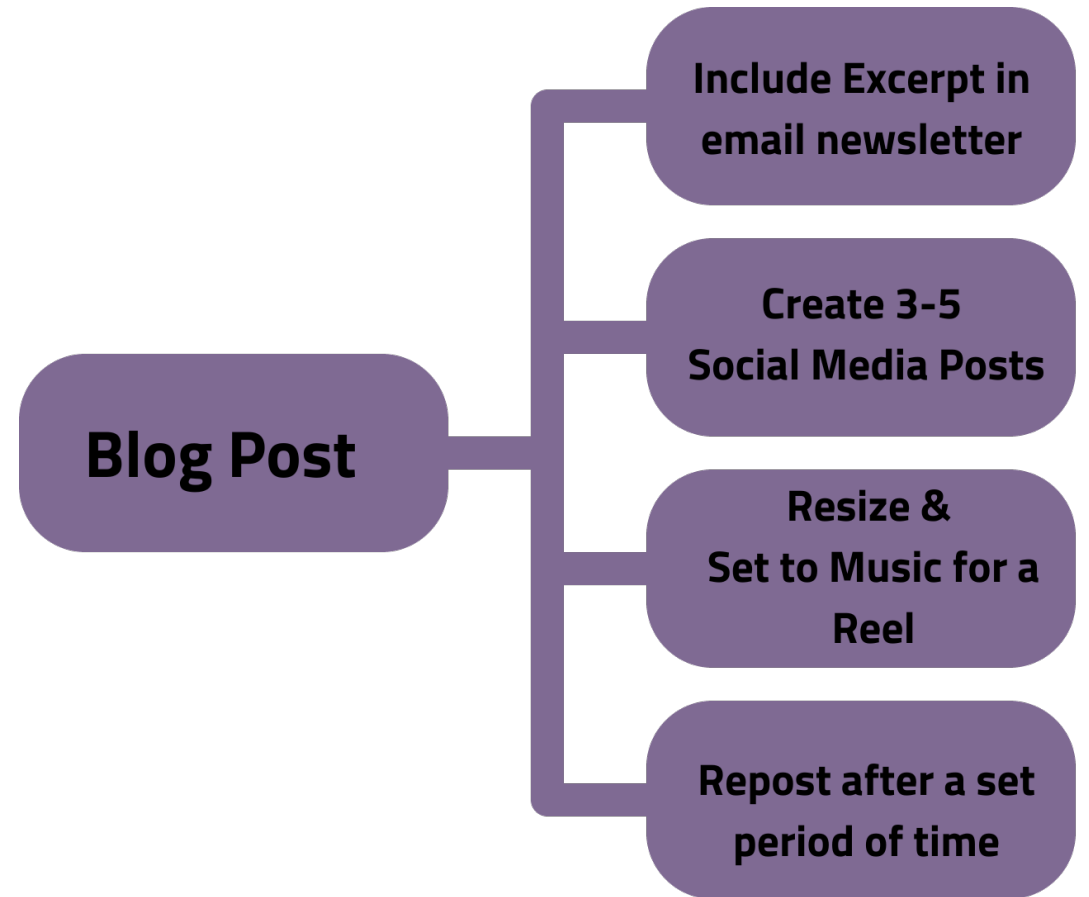 Blog Post
Include Excerpt in
email newsletter
Create 3-5
Social Media Posts
Resize &
Set to Music for a
Reel
Repost after a set
period of time